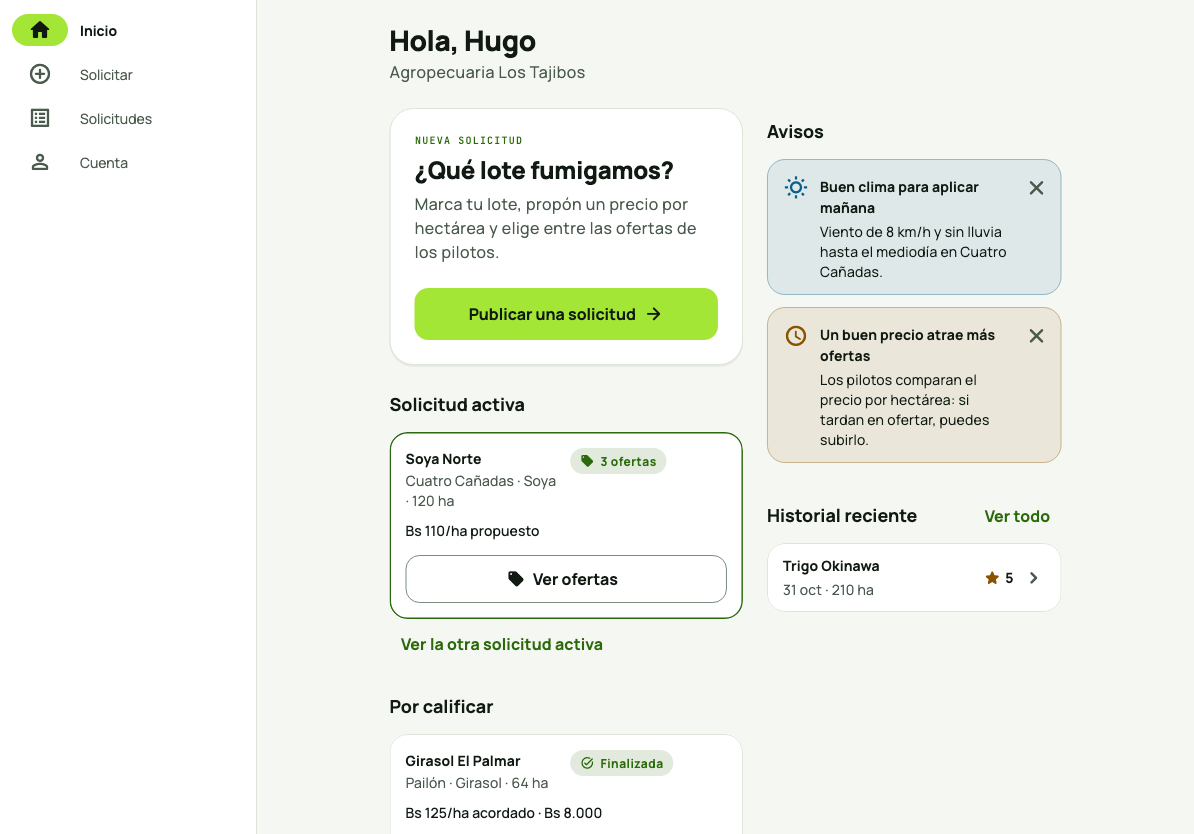 Inicio
Solicitar
Solicitudes
Cuenta
Hola, Hugo
Agropecuaria Los Tajibos
NUEVA SOLICITUD
¿Qué lote fumigamos?
Marca tu lote, propón un precio por
hectárea y elige entre las ofertas de
los pilotos.
Publicar una solicitud
Solicitud activa
Soya Norte
3 ofertas
Cuatro Cañadas · Soya
· 120 ha
Bs 110/ha propuesto
Ver ofertas
Ver la otra solicitud activa
Por calificar
Girasol El Palmar
Finalizada
Pailón · Girasol · 64 ha
Bs 125/ha acordado · Bs 8.000
Avisos
Buen clima para aplicar
mañana
Viento de 8 km/h y sin lluvia
hasta el mediodía en Cuatro
Cañadas.
Un buen precio atrae más
ofertas
Los pilotos comparan el
precio por hectárea: si
tardan en ofertar, puedes
subirlo.
Historial reciente
Ver todo
Trigo Okinawa
31 oct · 210 ha
5